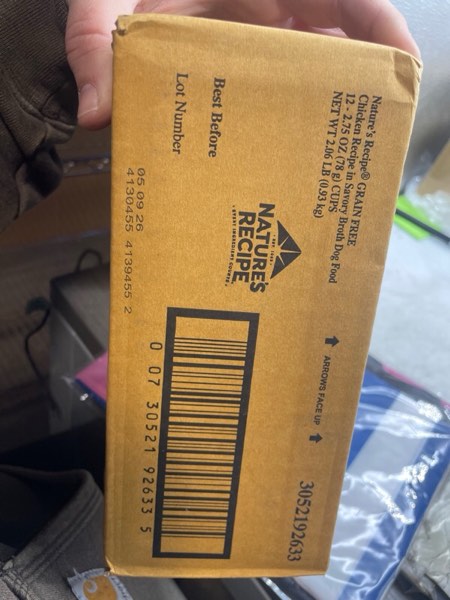 Nature's Recipe® GRAIN FREE
Chicken Recipe in Savory Broth Dog Food
12 - 2.75 OZ (78 g) CUPS
NET WT 2.06 LB (0.93 kg)
ARROWS FACE UP
3052192633
NATURE'S
RECIPE
Best Before
Lot Number
05 09 26
4130455 4139455 2
0 07 30521 92633 5